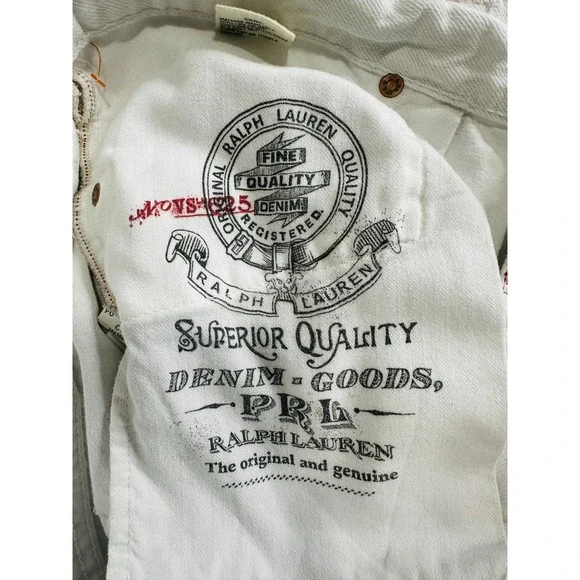 ORIGINAL RALPH LAUREN QUALITY
FINE
QUALITY
DENIM
REGISTERED.
RALPH LAUREN
SUPERIOR QUALITY
DENIM - GOODS,
PRL
RALPH LAUREN
The original and genuine